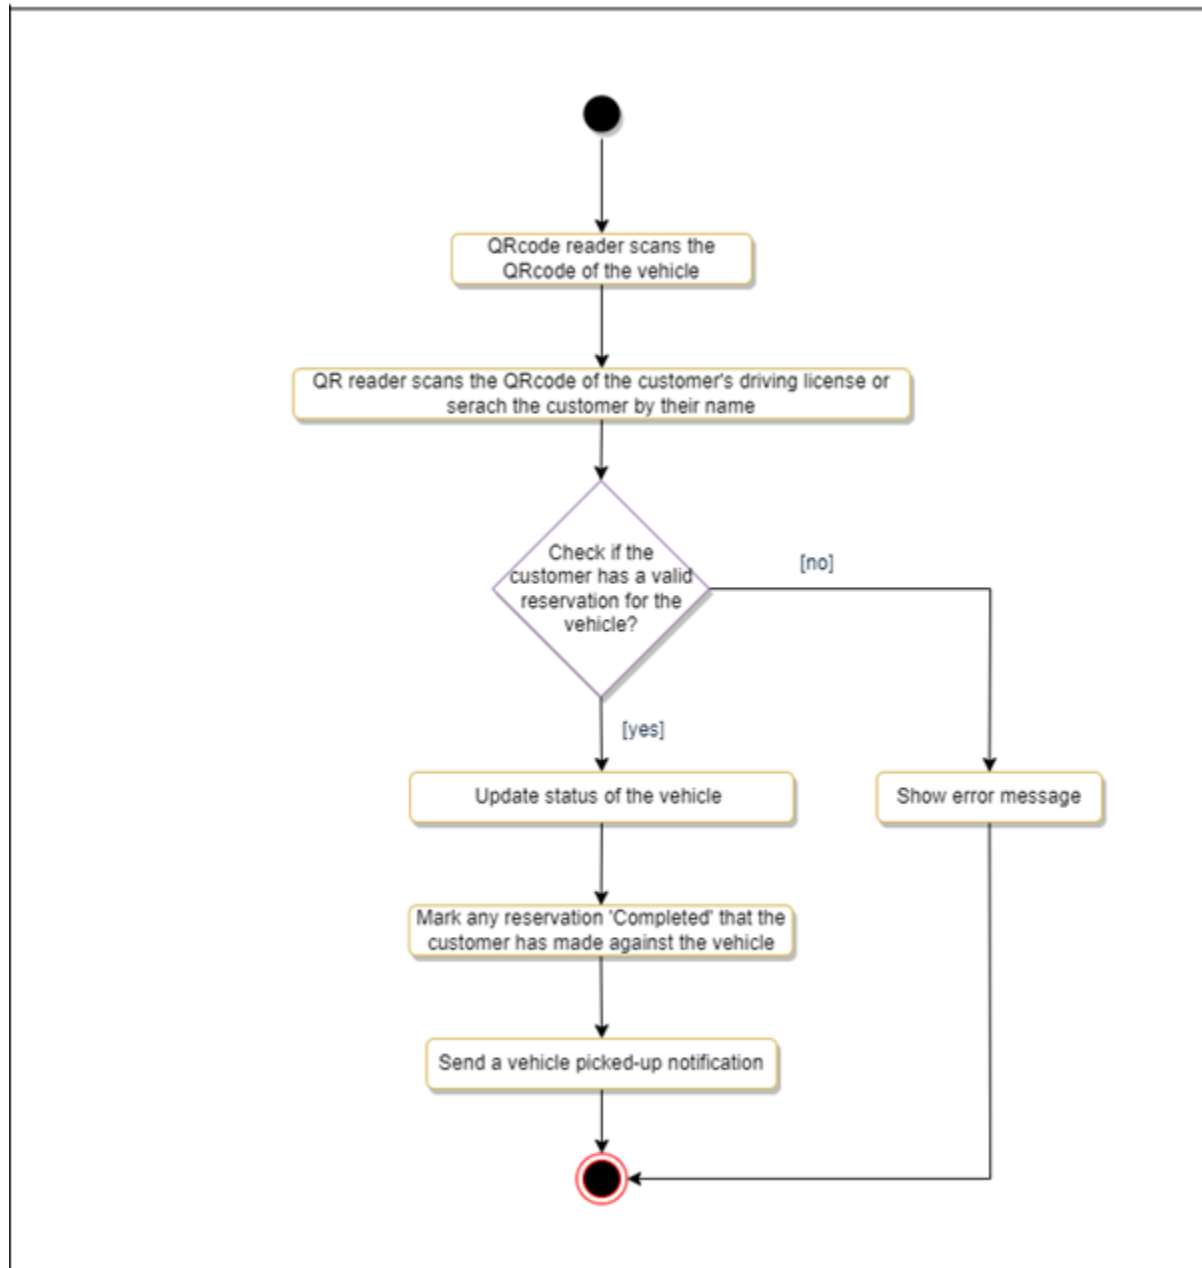 QRcode reader scans the
QRcode of the vehicle
QR reader scans the QRcode of the customer's driving license or
serach the customer by their name
Check if the
customer has a valid
reservation for the
vehicle?
[no]
[yes]
Update status of the vehicle
Show error message
Mark any reservation 'Completed' that the
customer has made against the vehicle
Send a vehicle picked-up notification